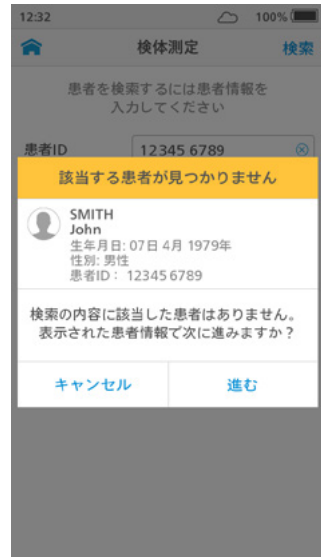 12:32 100%
検体測定 検索
患者を検索するには患者情報を
入力してください
患者ID 12345 6789
該当する患者が見つかりません
SMITH
John
生年月日: 07日 4月 1979年
性別: 男性
患者ID： 12345 6789
検索の内容に該当した患者はありません。
表示された患者情報で次に進みますか？
キャンセル 進む